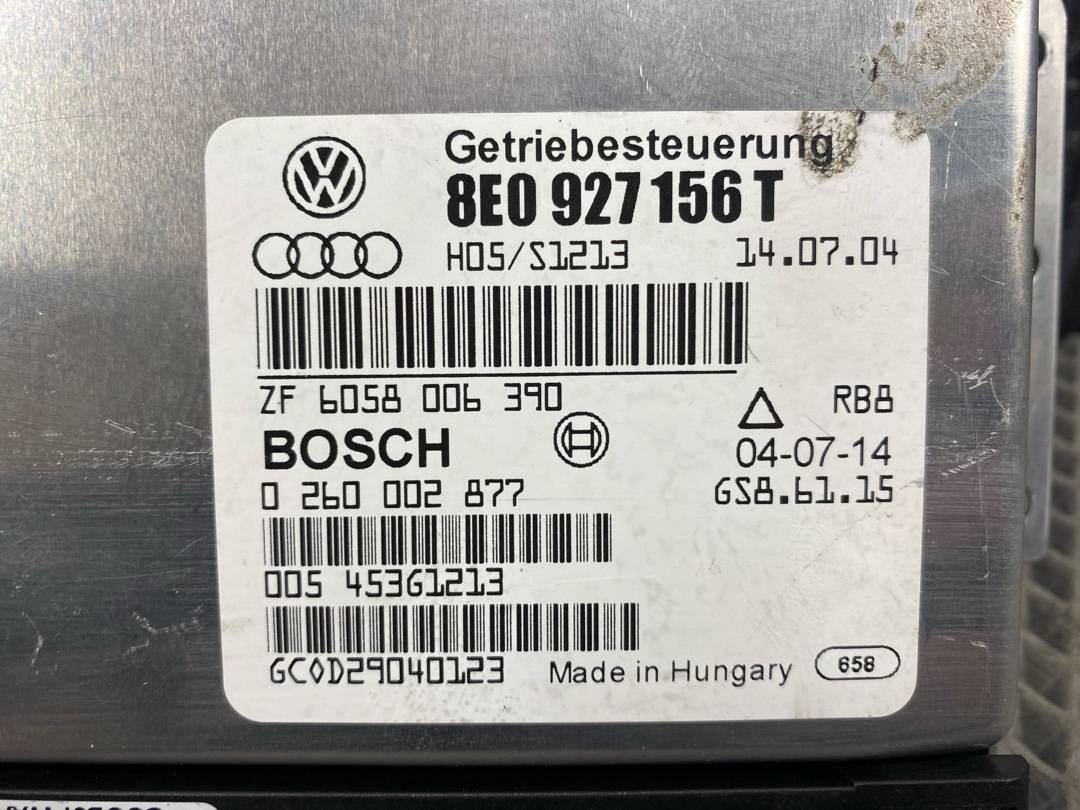 Getriebesteuerung
8E0 927 156 T
H05/S1213 14.07.04
ZF 6058 006 390 RB8
BOSCH 04-07-14
0 260 002 877 GS8.61.15
005 45361213
GC0D29040123 Made in Hungary 658